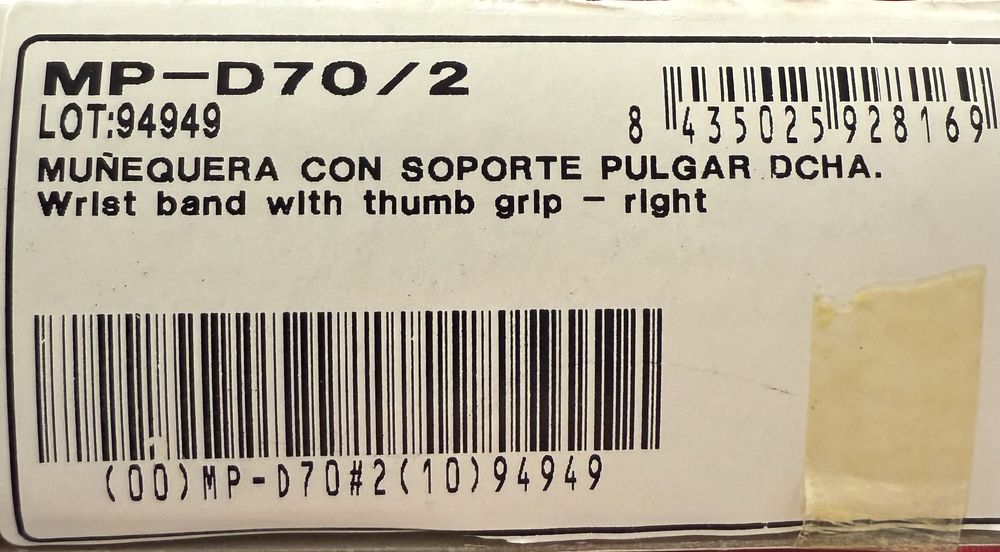 MP-D70/2
LOT:94949
8 435025 928169
MUÑEQUERA CON SOPORTE PULGAR DCHA.
Wrist band with thumb grip - right
(00)MP-D70#2(10)94949